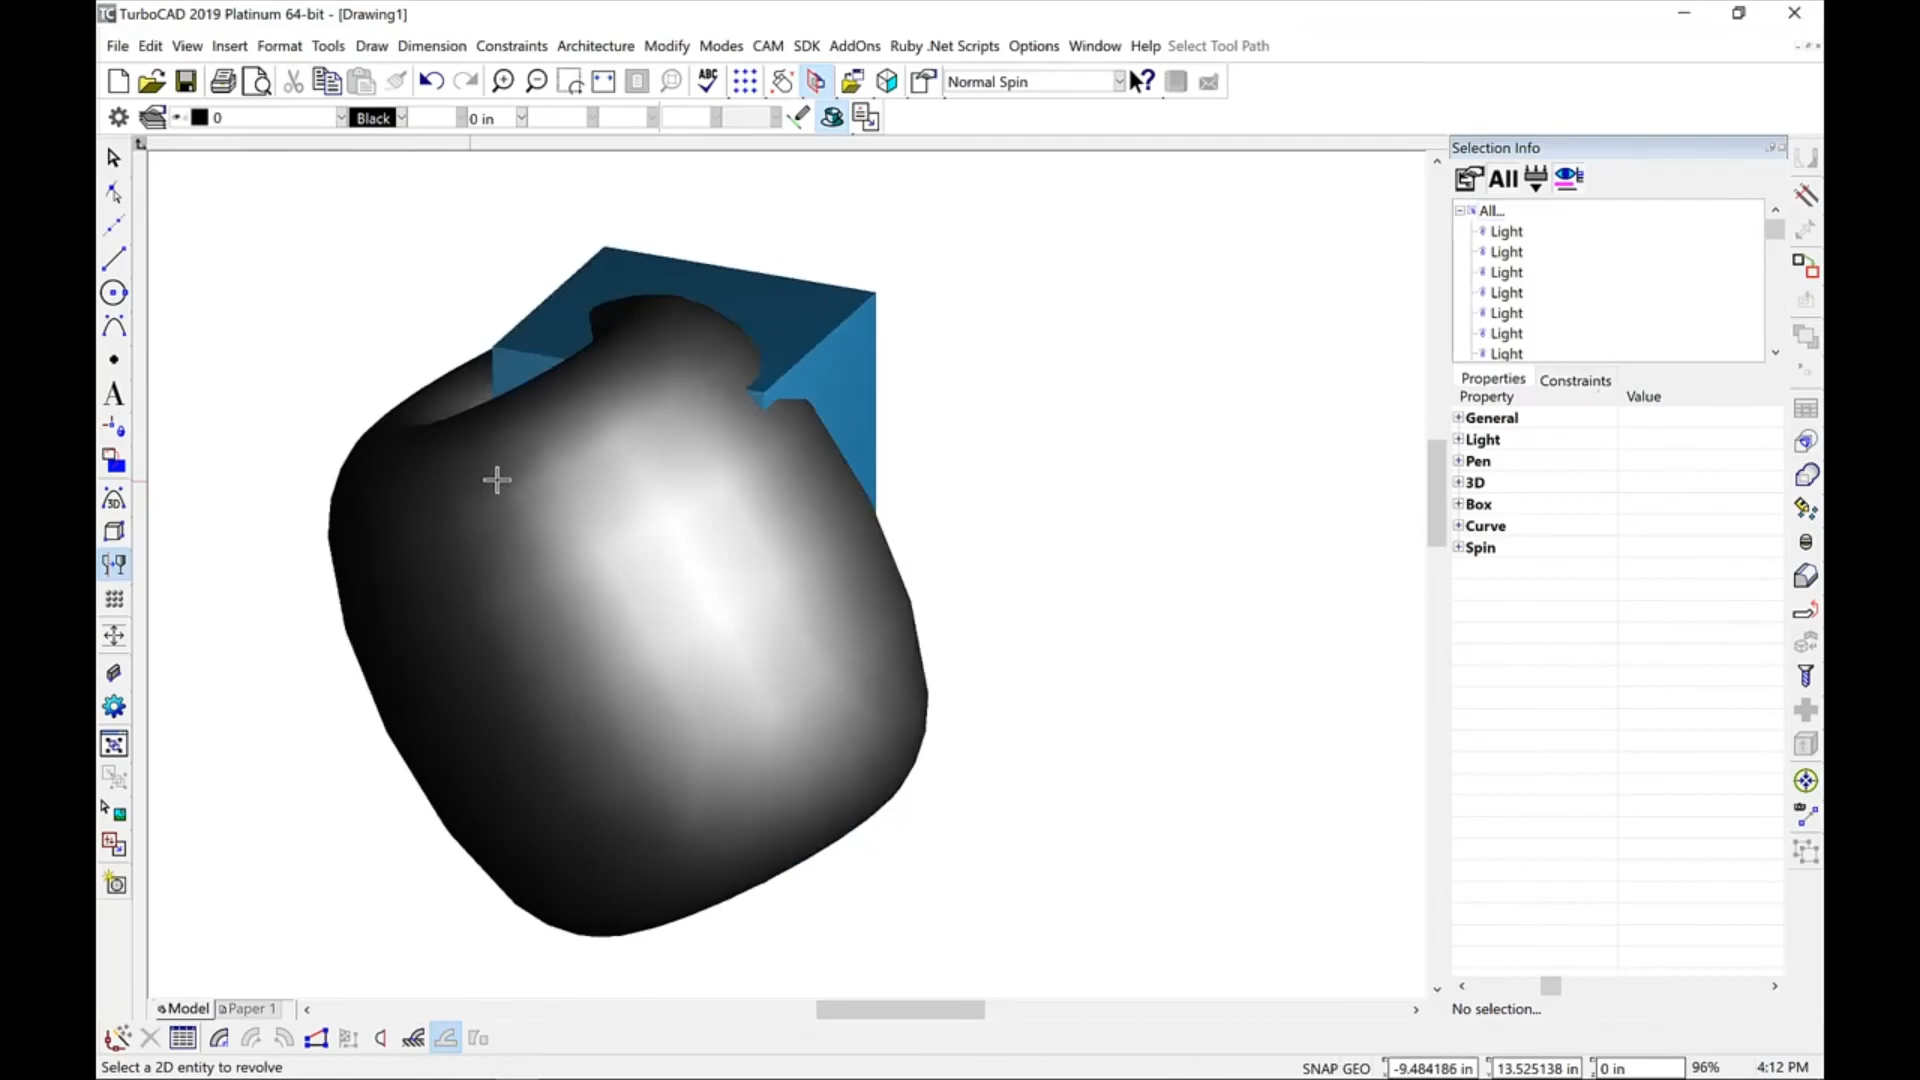 TC TurboCAD 2019 Platinum 64-bit - [Drawing1]
File Edit View Insert Format Tools Draw Dimension Constraints Architecture Modify Modes CAM SDK AddOns Ruby .Net Scripts Options Window Help Select Tool Path
ABC Normal Spin ?
0 Black 0 in
Selection Info
All
All...
Light
Light
Light
Light
Light
Light
Light
Properties Constraints
Property Value
General
Light
Pen
3D
Box
Curve
Spin
A
3D
Model Paper 1
No selection...
Select a 2D entity to revolve
SNAP GEO -9.484186 in 13.525138 in 0 in 96% 4:12 PM